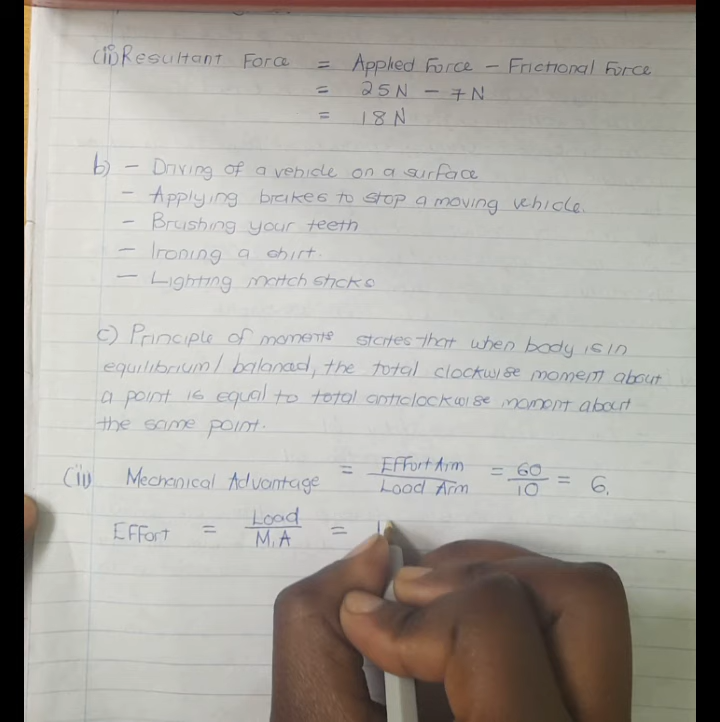 (ii) Resultant Force = Applied Force - Frictional Force
= 25N - 7N
= 18N
b) - Driving of a vehicle on a surface
- Applying brakes to stop a moving vehicle.
- Brushing your teeth
- Ironing a shirt.
- Lighting match sticks
c) Principle of moments states that when body is in
equilibrium / balanced, the total clockwise moment about
a point is equal to total anticlockwise moment about
the same point.
(ii) Mechanical Advantage = Effort Arm / Load Arm = 60/10 = 6.
Effort = Load / M.A = 1